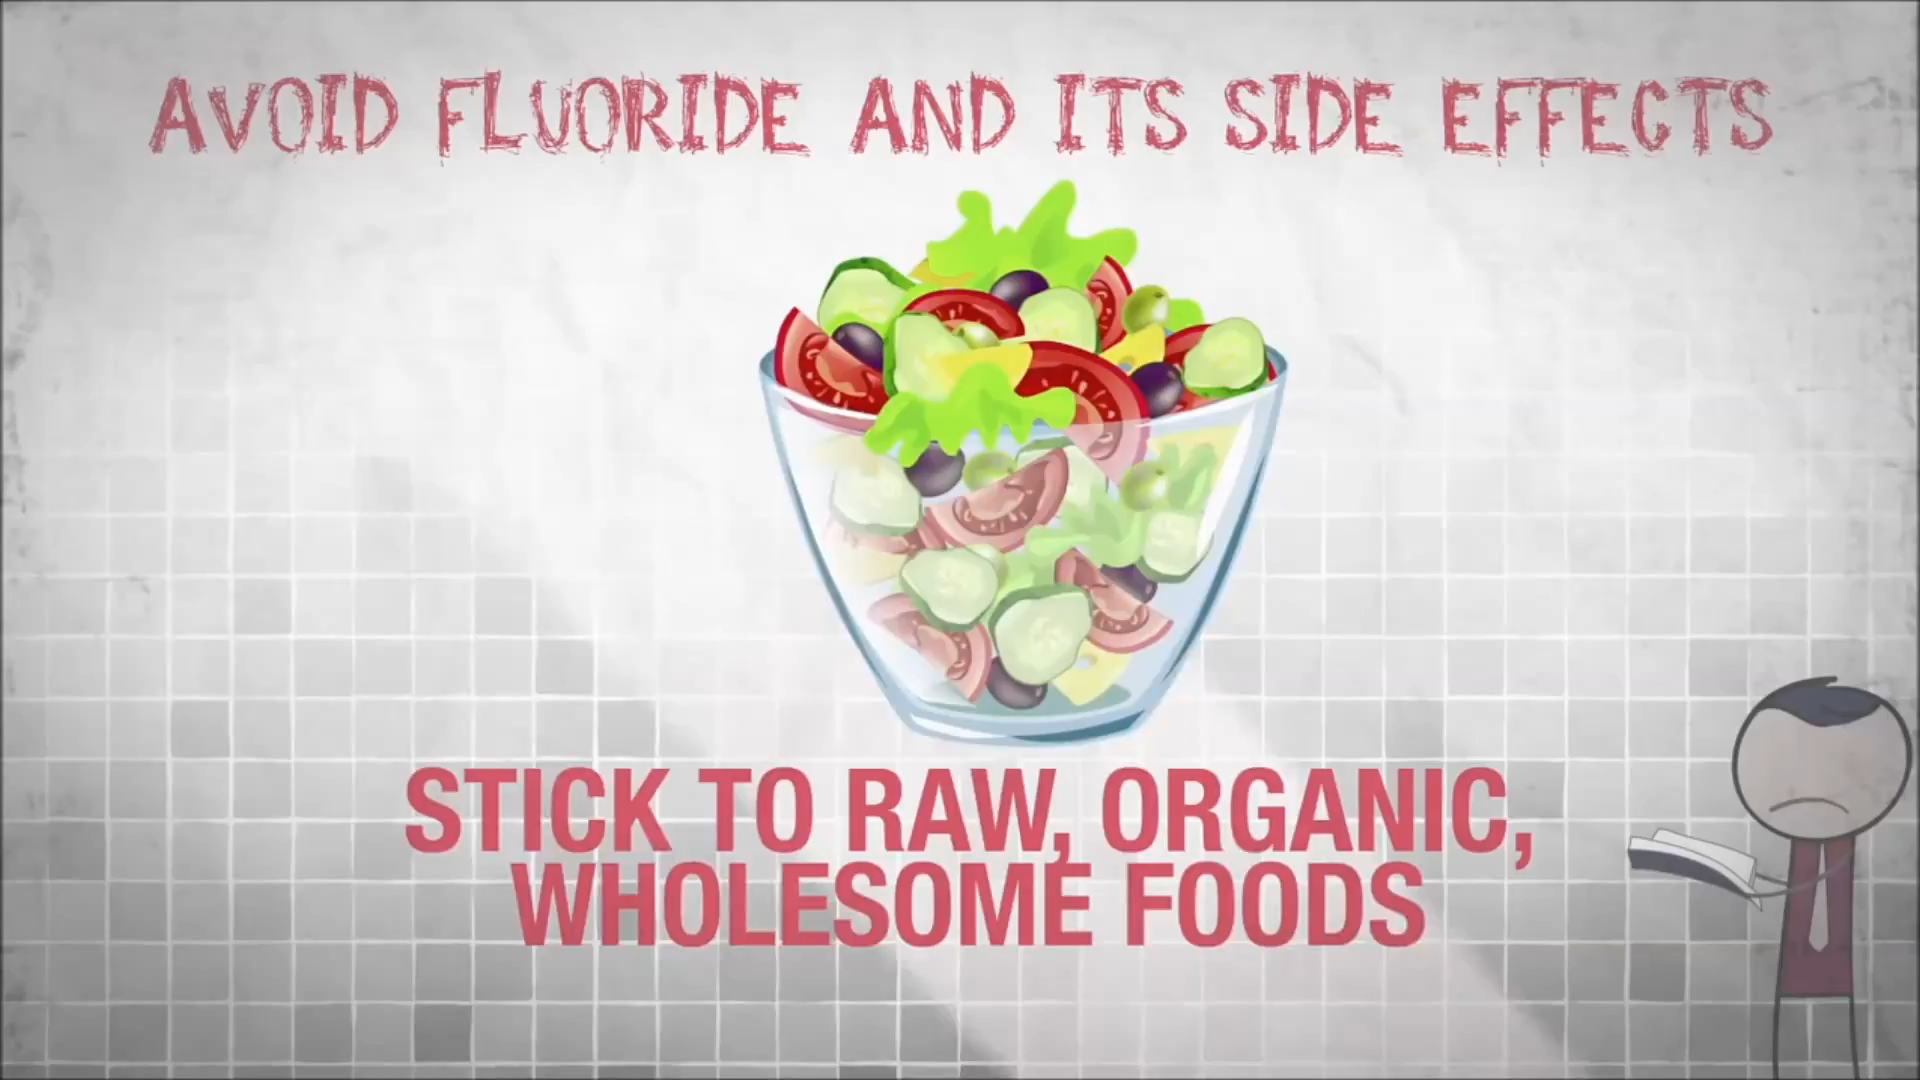 AVOID FLUORIDE AND ITS SIDE EFFECTS
STICK TO RAW, ORGANIC,
WHOLESOME FOODS